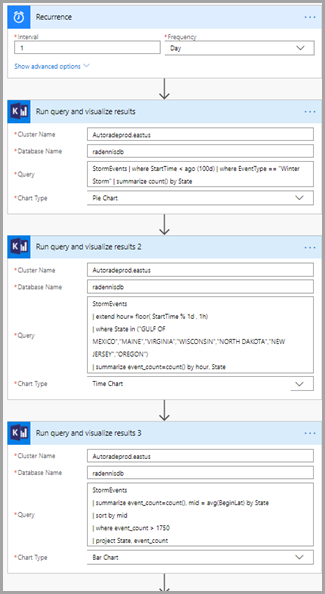 Recurrence
*Interval
*Frequency
1
Day
Show advanced options
Run query and visualize results
*Cluster Name
Autoradeprod.eastus
*Database Name
radennisdb
*Query
StormEvents | where StartTime < ago (100d) | where EventType == "Winter
Storm" | summarize count() by State
*Chart Type
Pie Chart
Run query and visualize results 2
*Cluster Name
Autoradeprod.eastus
*Database Name
radennisdb
*Query
StormEvents
| extend hour= floor( StartTime % 1d , 1h)
| where State in ("GULF OF
MEXICO","MAINE","VIRGINIA","WISCONSIN","NORTH DAKOTA","NEW
JERSEY","OREGON")
| summarize event_count=count() by hour, State
*Chart Type
Time Chart
Run query and visualize results 3
*Cluster Name
Autoradeprod.eastus
*Database Name
radennisdb
*Query
StormEvents
| summarize event_count=count(), mid = avg(BeginLat) by State
| sort by mid
| where event_count > 1750
| project State, event_count
*Chart Type
Bar Chart